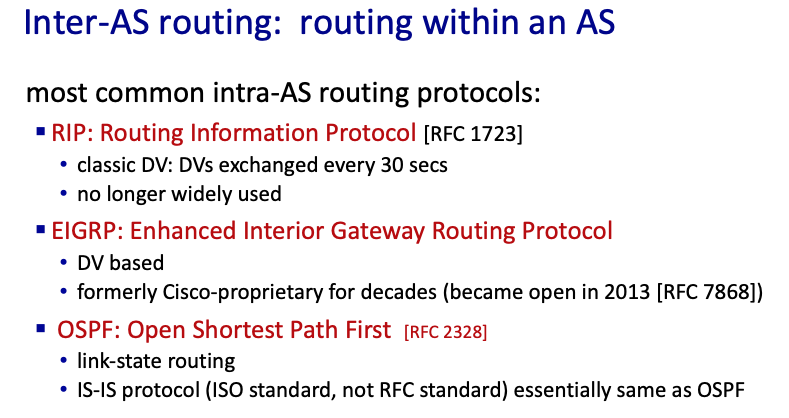 Inter-AS routing: routing within an AS
most common intra-AS routing protocols:
▪ RIP: Routing Information Protocol [RFC 1723]
• classic DV: DVs exchanged every 30 secs
• no longer widely used
▪ EIGRP: Enhanced Interior Gateway Routing Protocol
• DV based
• formerly Cisco-proprietary for decades (became open in 2013 [RFC 7868])
▪ OSPF: Open Shortest Path First [RFC 2328]
• link-state routing
• IS-IS protocol (ISO standard, not RFC standard) essentially same as OSPF